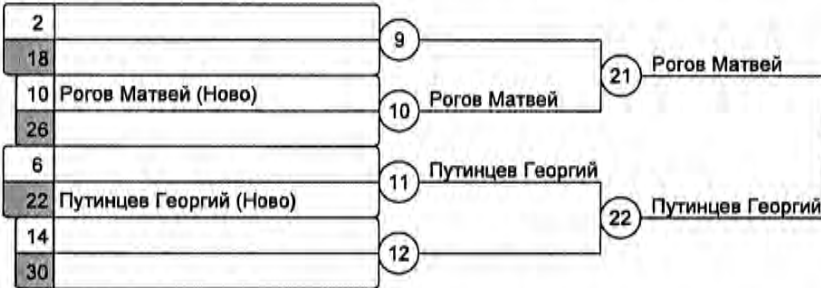 2
9
18
21 Рогов Матвей
10 Рогов Матвей (Ново)
10 Рогов Матвей
26
6
11 Путинцев Георгий
22 Путинцев Георгий (Ново)
22 Путинцев Георгий
14
12
30